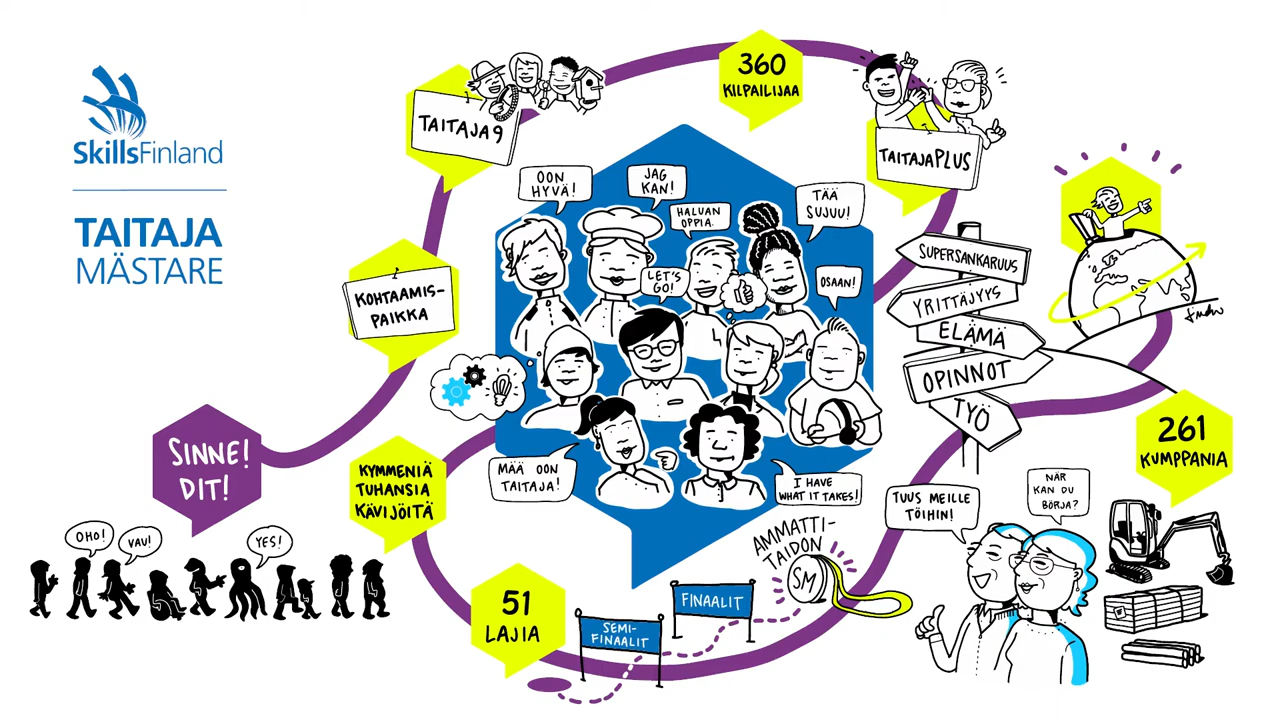 SkillsFinland
TAITAJA
MÄSTARE
SINNE!
DIT!
OHO!
VAU!
YES!
KOHTAAMIS-
PAIKKA
TAITAJA9
360
KILPAILIJAA
TAITAJAPLUS
KYMMENIÄ
TUHANSIA
KÄVIJÖITÄ
OON
HYVÄ!
JAG
KAN!
HALUAN
OPPIA.
TÄÄ
SUJUU!
LET'S
GO!
OSAAN!
MÄÄ OON
TAITAJA!
I HAVE
WHAT IT TAKES!
SUPERSANKARUUS
YRITTÄJYYS
ELÄMÄ
OPINNOT
TYÖ
261
KUMPPANIA
TUUS MEILLE
TÖIHIN!
NÄR
KAN DU
BÖRJA?
AMMATTI-
TAIDON
SM
FINAALIT
SEMI-
FINAALIT
51
LAJIA